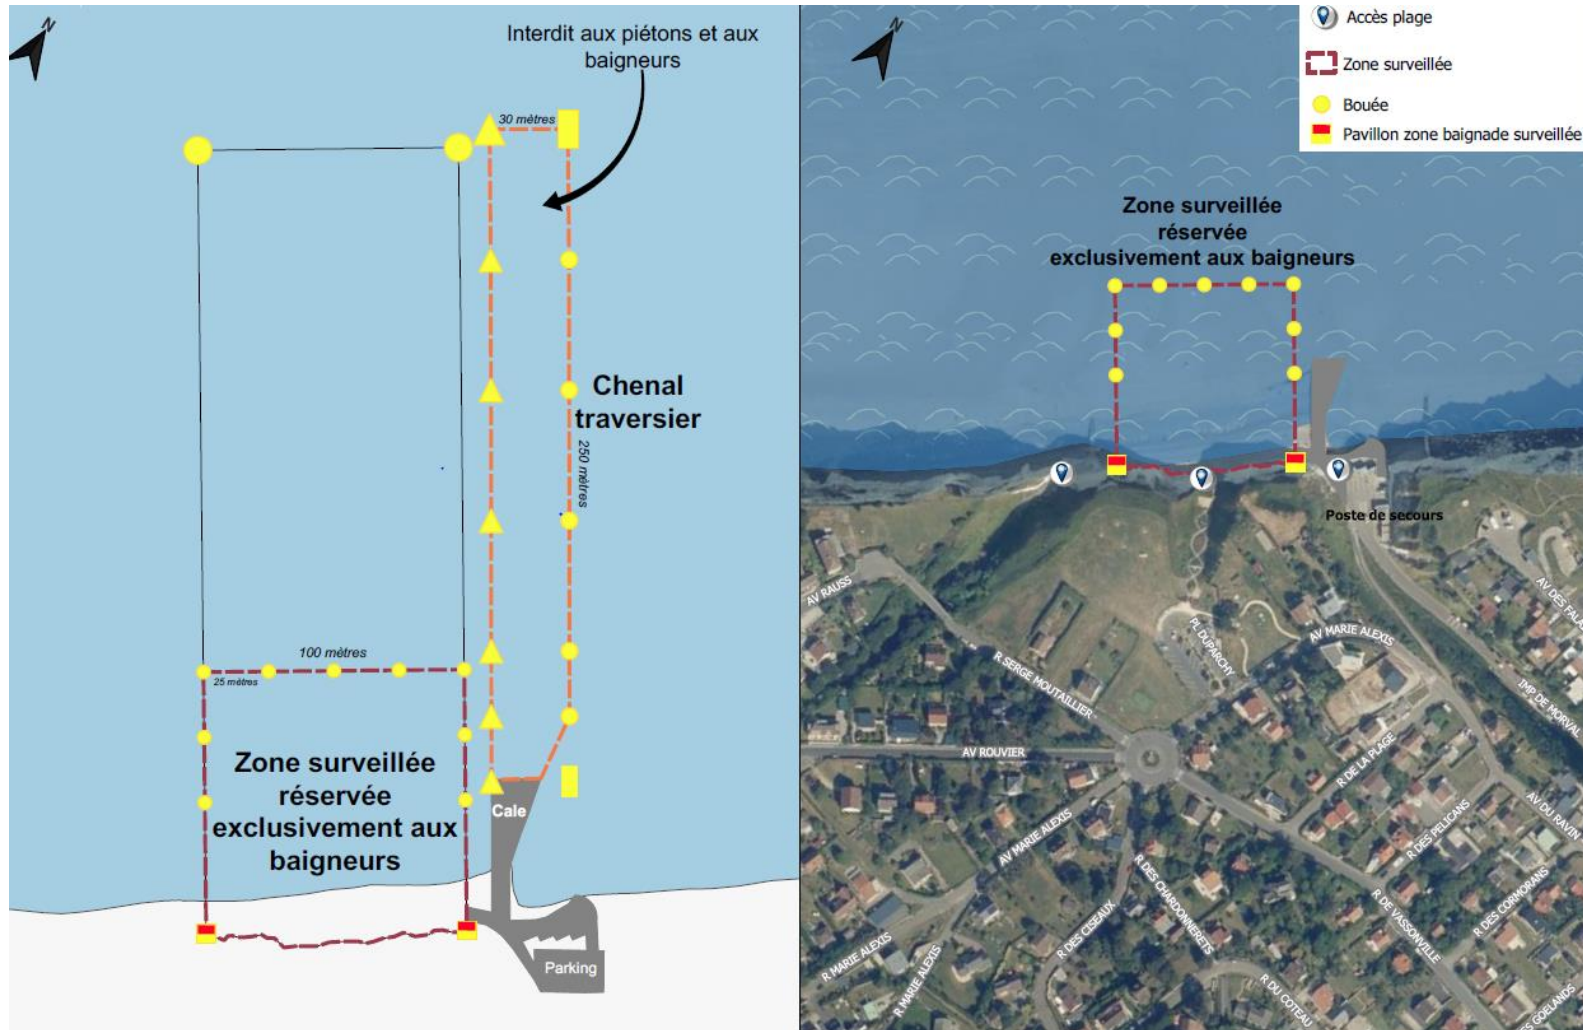 N
Interdit aux piétons et aux
baigneurs
30 mètres
Chenal
traversier
250 mètres
100 mètres
25 mètres
Zone surveillée
réservée
exclivement aux
baigneurs
Cale
Parking
N
Accès plage
Zone surveillée
Bouée
Pavillon zone baignade surveillée
Zone surveillée
réservée
exclusivement aux baigneurs
Poste de secours
AV RAUSS
AV DES FALA
PL DUPARCHY
AV MARIE ALEXIS
R SERGE MOUTAILLIER
IMP DE MORVAL
AV ROUVIER
R DE LA PLAGE
AV DU RAVIN
AV MARIE ALEXIS
R DES PELICANS
R DES CISEAUX
R DES CHARDONNERETS
R DE VASSONVILLE
R DES CORMORANS
R MARIE ALEXIS
R MARIE ALEXIS
R DU COTEAU
S GOELANDS